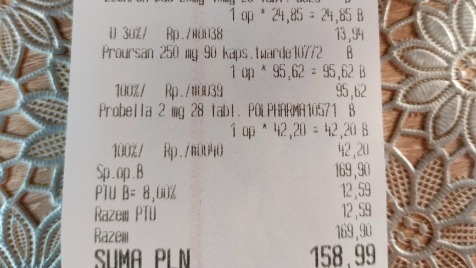 1 op * 24,85 = 24,85 B
U 30%/ Rp./#0038 13,94
Proursan 250 mg 90 kaps.twarde10772 B
1 op * 95,62 = 95,62 B
100%/ Rp./#0039 95,62
Probella 2 mg 28 tabl. POLPHARMA10571 B
1 op * 42,20 = 42,20 B
100%/ Rp./#0040 42,20
Sp.op.B 169,90
PTU B= 8,00% 12,59
Razem PTU 12,59
Razem 169,90
SUMA PLN 158,99